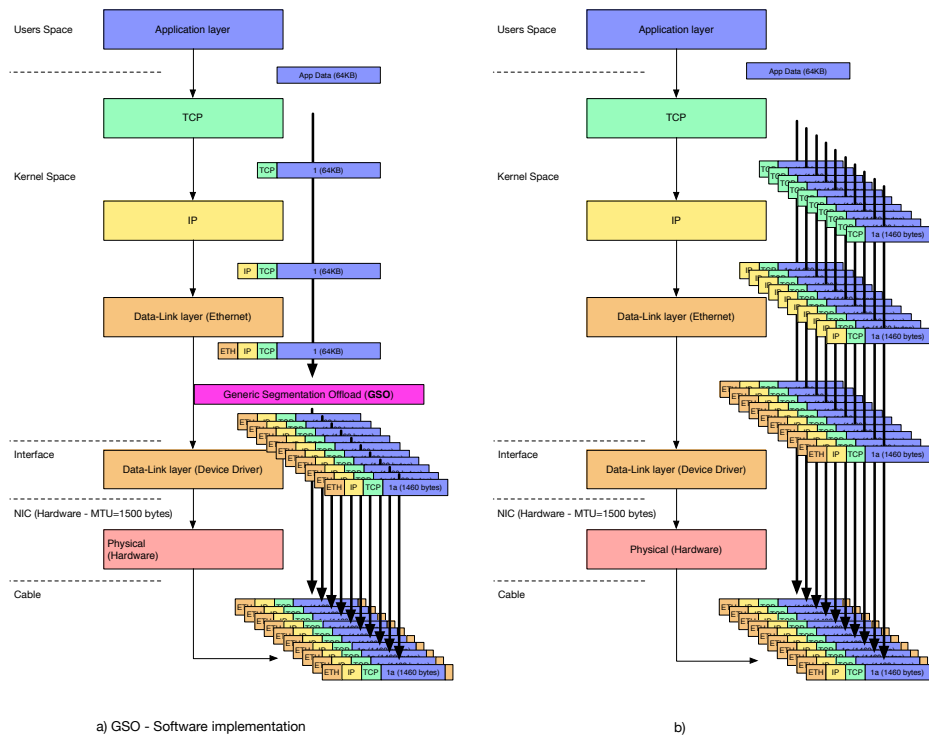 Users Space
Application layer
App Data (64KB)
TCP
TCP 1 (64KB)
Kernel Space
IP
IP TCP 1 (64KB)
Data-Link layer (Ethernet)
ETH IP TCP 1 (64KB)
Generic Segmentation Offload (GSO)
Interface
Data-Link layer (Device Driver)
ETH IP TCP 1a (1460 bytes)
NIC (Hardware - MTU=1500 bytes)
Physical
(Hardware)
Cable
ETH IP TCP 1a (1460 bytes)
a) GSO - Software implementation
Users Space
Application layer
App Data (64KB)
TCP
Kernel Space
TCP 1a (1460 bytes)
IP
Data-Link layer (Ethernet)
IP TCP 1a (1460 bytes)
Interface
ETH IP TCP 1a (1460 bytes)
Data-Link layer (Device Driver)
NIC (Hardware - MTU=1500 bytes)
Physical (Hardware)
Cable
ETH IP TCP 1a (1460 bytes)
b)